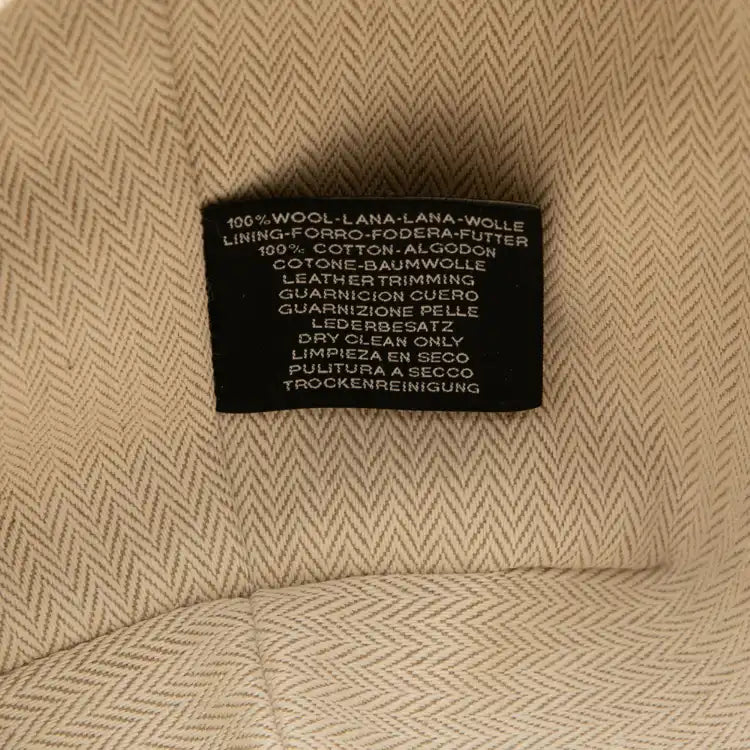 100% WOOL-LANA-LANA-WOLLE
LINING-FORRO-FODERA-FUTTER
100% COTTON-ALGODON
COTONE-BAUMWOLLE
LEATHER TRIMMING
GUARNICION CUERO
GUARNIZIONE PELLE
LEDERBESATZ
DRY CLEAN ONLY
LIMPIEZA EN SECO
PULITURA A SECCO
TROCKENREINIGUNG